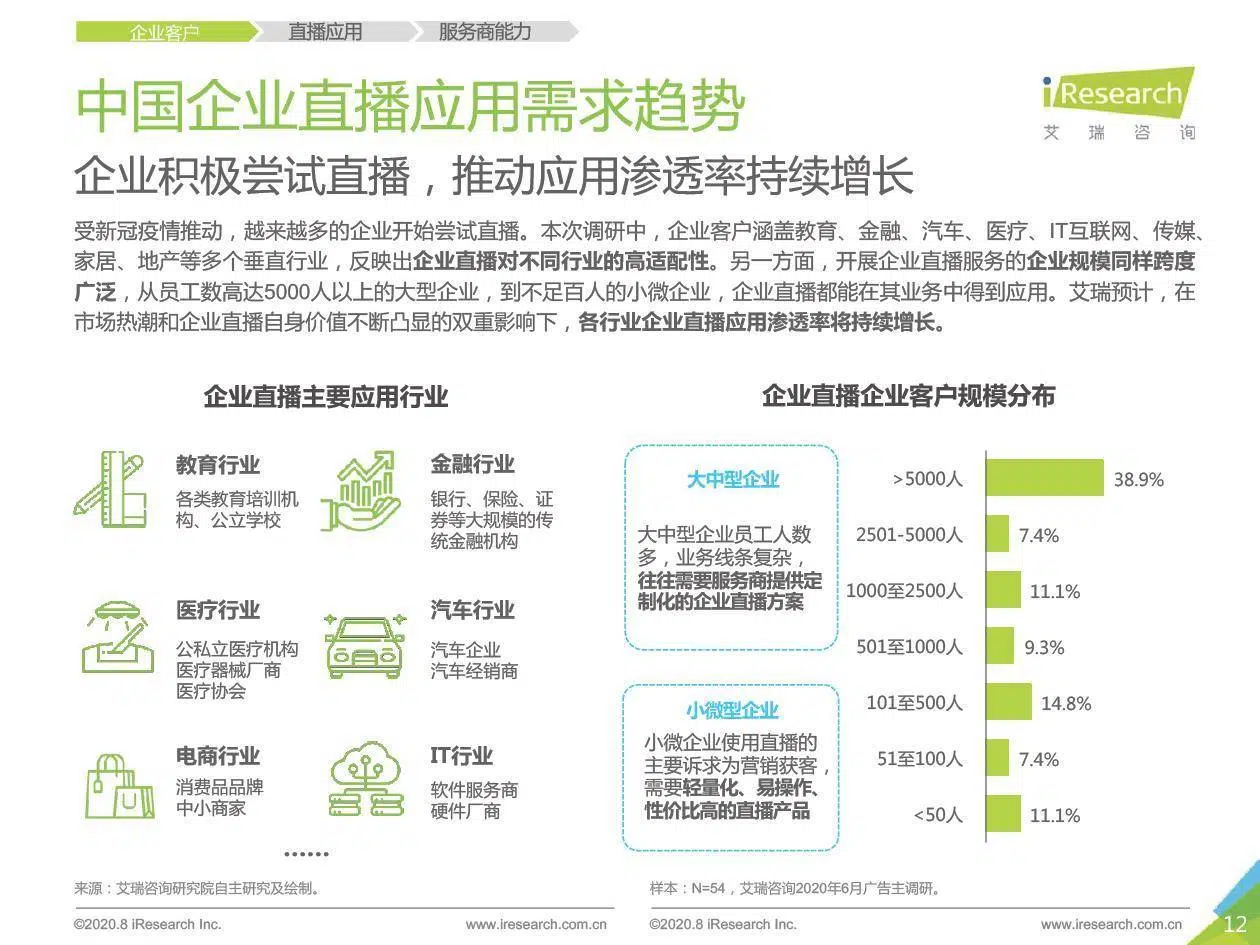 企业客户
直播应用
服务商能力
中国企业直播应用需求趋势
iResearch
艾瑞咨询
企业积极尝试直播，推动应用渗透率持续增长
受新冠疫情推动，越来越多的企业开始尝试直播。本次调研中，企业客户涵盖教育、金融、汽车、医疗、IT互联网、传媒、
家居、地产等多个垂直行业，反映出企业直播对不同行业的高适配性。另一方面，开展企业直播服务的企业规模同样跨度
广泛，从员工数高达5000人以上的大型企业，到不足百人的小微企业，企业直播都能在其业务中得到应用。艾瑞预计，在
市场热潮和企业直播自身价值不断凸显的双重影响下，各行业企业直播应用渗透率将持续增长。
企业直播主要应用行业
教育行业
各类教育培训机
构、公立学校
金融行业
银行、保险、证
券等大规模的传
统金融机构
医疗行业
公私立医疗机构
医疗器械厂商
医疗协会
汽车行业
汽车企业
汽车经销商
电商行业
消费品品牌
中小商家
IT行业
软件服务商
硬件厂商
……
企业直播企业客户规模分布
大中型企业
大中型企业员工人数
多，业务线条复杂，
往往需要服务商提供定
制化的企业直播方案
小微型企业
小微企业使用直播的
主要诉求为营销获客，
需要轻量化、易操作、
性价比高的直播产品
>5000人 38.9%
2501-5000人 7.4%
1000至2500人 11.1%
501至1000人 9.3%
101至500人 14.8%
51至100人 7.4%
<50人 11.1%
来源：艾瑞咨询研究院自主研究及绘制。
样本：N=54，艾瑞咨询2020年6月广告主调研。
©2020.8 iResearch Inc. www.iresearch.com.cn
©2020.8 iResearch Inc. www.iresearch.com.cn
12